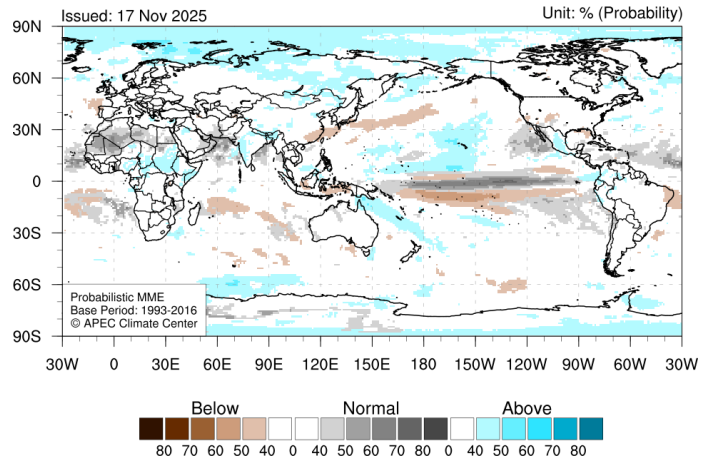 Issued: 17 Nov 2025
Unit: % (Probability)
90N
60N
30N
0
30S
60S
90S
Probabilistic MME
Base Period: 1993-2016
© APEC Climate Center
30W 0 30E 60E 90E 120E 150E 180 150W 120W 90W 60W 30W
Below Normal Above
80 70 60 50 40 0 40 50 60 70 80 0 40 50 60 70 80